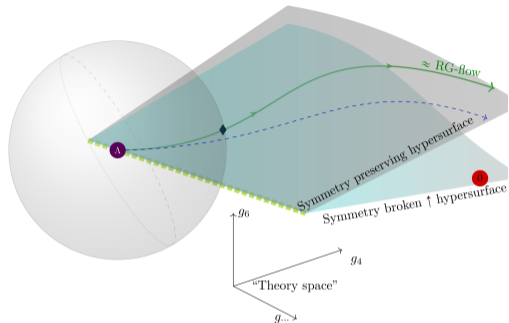 ≈ RG-flow
Λ
Symmetry preserving hypersurface
Symmetry broken ↑ hypersurface
g₆
g₄
“Theory space”
g...